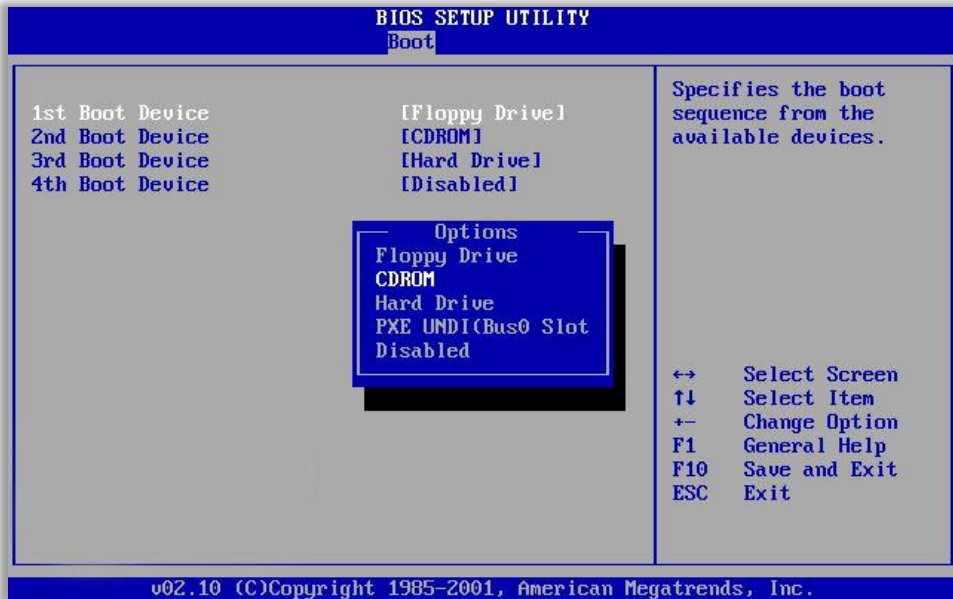 BIOS SETUP UTILITY
Boot
1st Boot Device [Floppy Drive]
2nd Boot Device [CDROM]
3rd Boot Device [Hard Drive]
4th Boot Device [Disabled]
Options
Floppy Drive
CDROM
Hard Drive
PXE UNDI(Bus0 Slot
Disabled
Specifies the boot
sequence from the
available devices.
←→ Select Screen
↑↓ Select Item
+- Change Option
F1 General Help
F10 Save and Exit
ESC Exit
v02.10 (C)Copyright 1985-2001, American Megatrends, Inc.